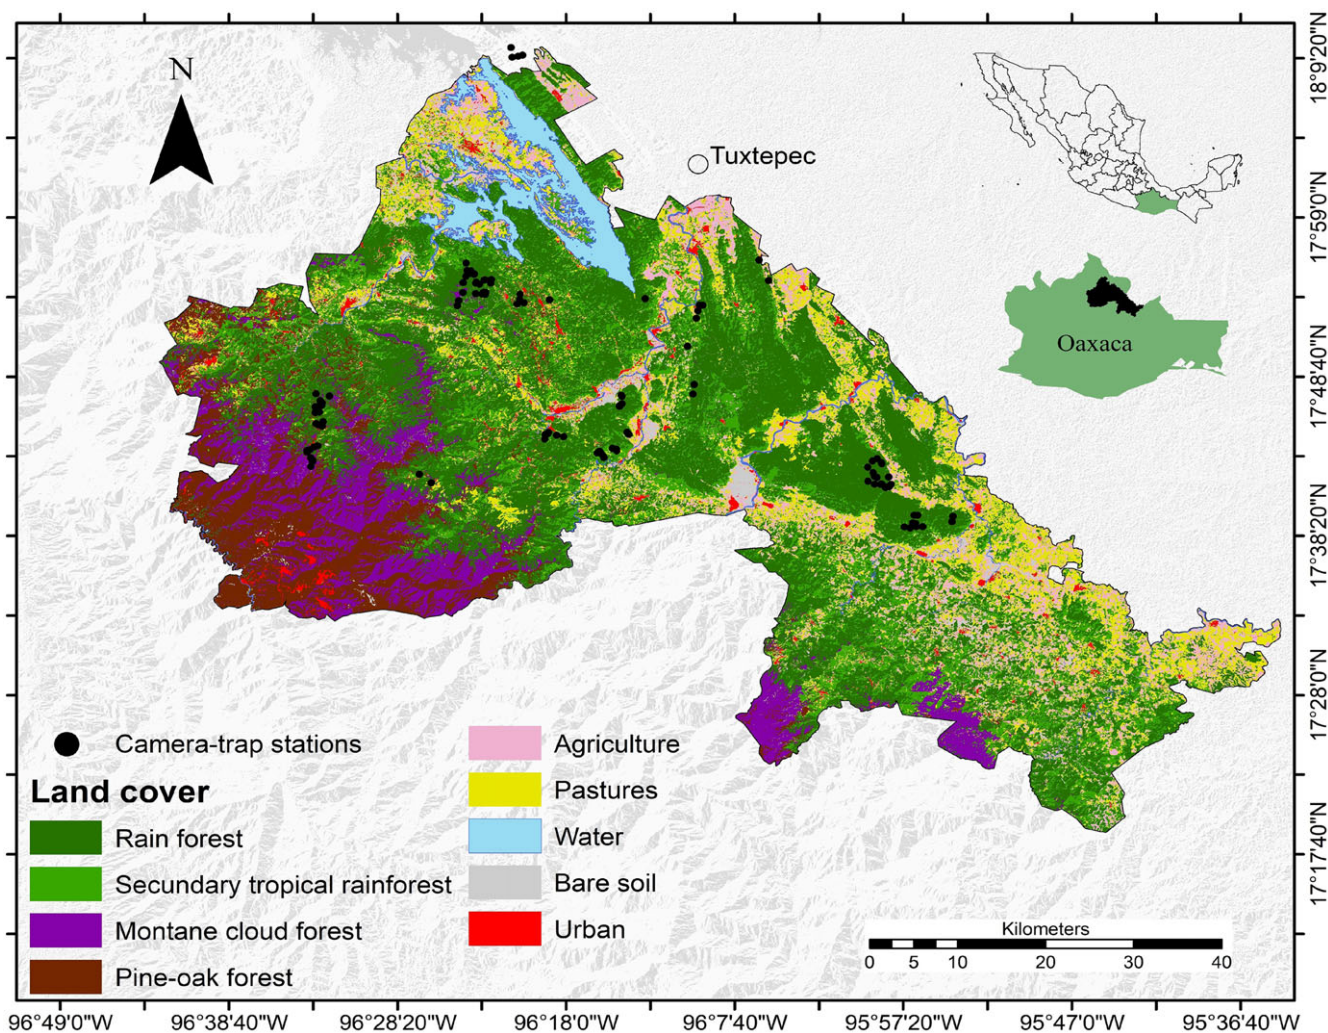 N
Tuxtepec
Oaxaca
Camera-trap stations
Land cover
Rain forest
Secundary tropical rainforest
Montane cloud forest
Pine-oak forest
Agriculture
Pastures
Water
Bare soil
Urban
Kilometers
0 5 10 20 30 40
18°9'20"N
17°59'0"N
17°48'40"N
17°38'20"N
17°28'0"N
17°17'40"N
96°49'0"W 96°38'40"W 96°28'20"W 96°18'0"W 96°7'40"W 95°57'20"W 95°47'0"W 95°36'40"W